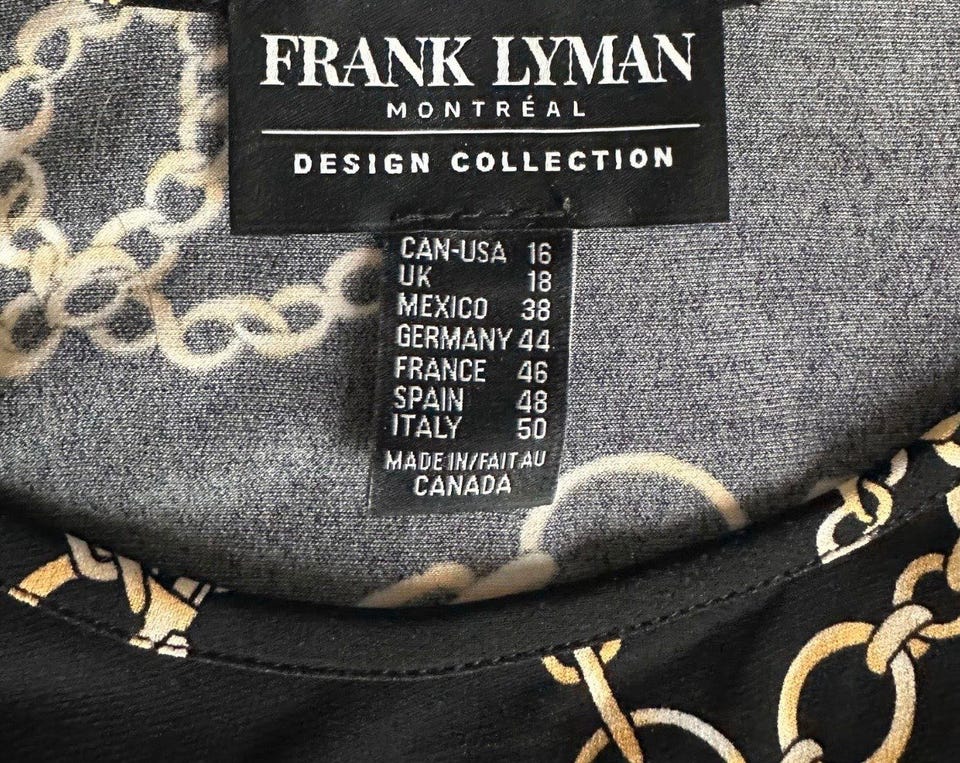 FRANK LYMAN
MONTRÉAL
DESIGN COLLECTION
CAN-USA 16
UK 18
MEXICO 38
GERMANY 44
FRANCE 46
SPAIN 48
ITALY 50
MADE IN/FAIT AU
CANADA